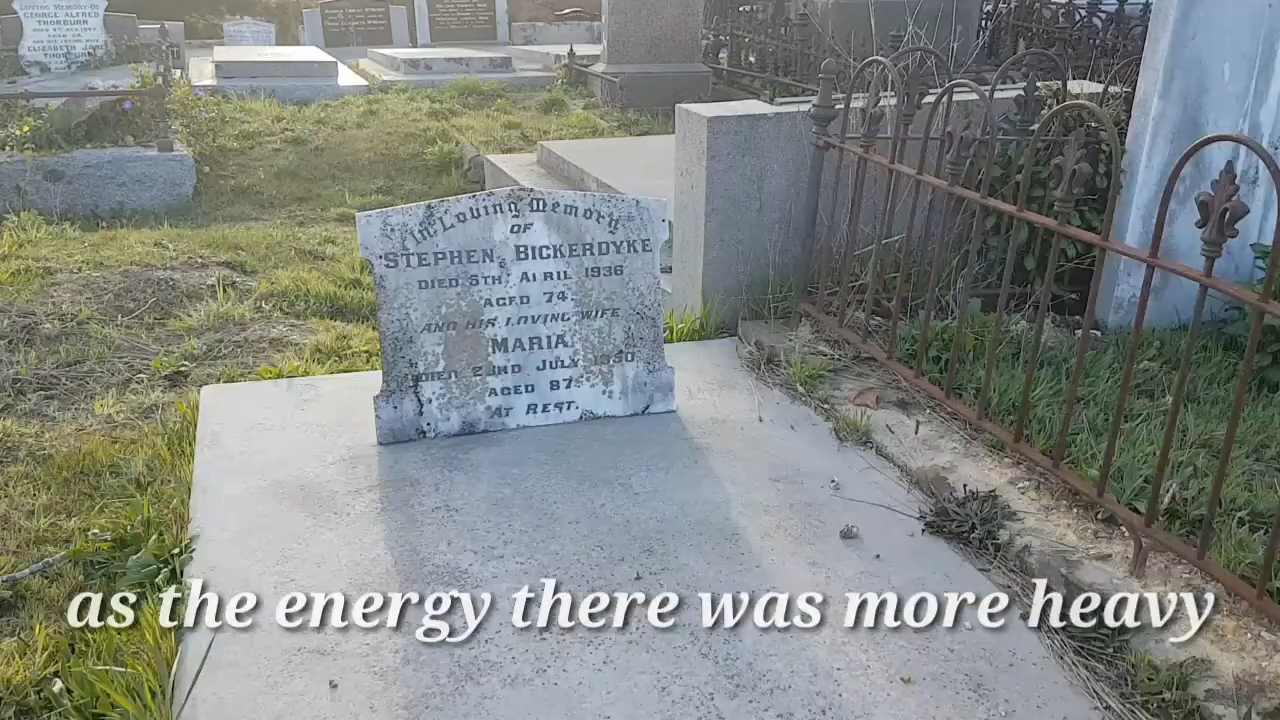 LOVING MEMORY OF
GEORGE ALFRED
THORBURN
ELIZABETH JANE
THORBURN
In Loving Memory
OF
STEPHEN BICKERDYKE
DIED 5TH APRIL 1936
AGED 74.
AND HIS LOVING WIFE
MARIA
DIED 23RD JULY 1950
AGED 87
AT REST.
as the energy there was more heavy